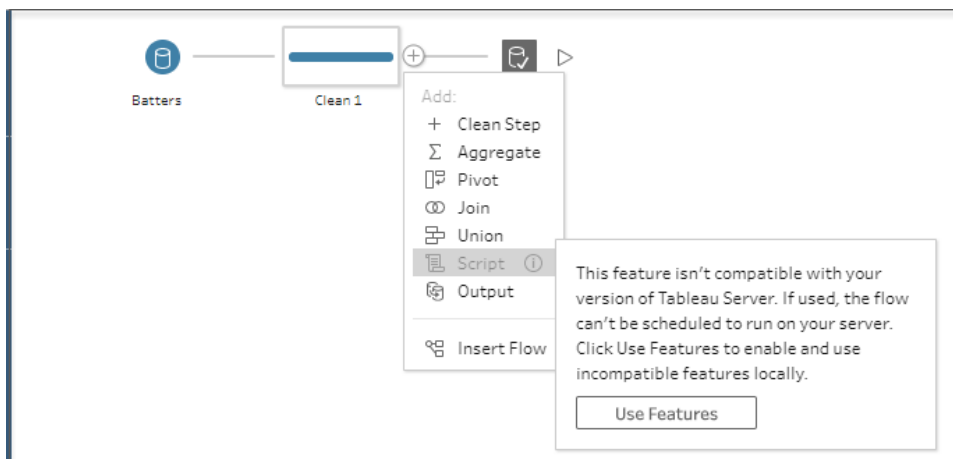 Batters
Clean 1
Add:
Clean Step
Aggregate
Pivot
Join
Union
Script
Output
Insert Flow
This feature isn't compatible with your
version of Tableau Server. If used, the flow
can't be scheduled to run on your server.
Click Use Features to enable and use
incompatible features locally.
Use Features